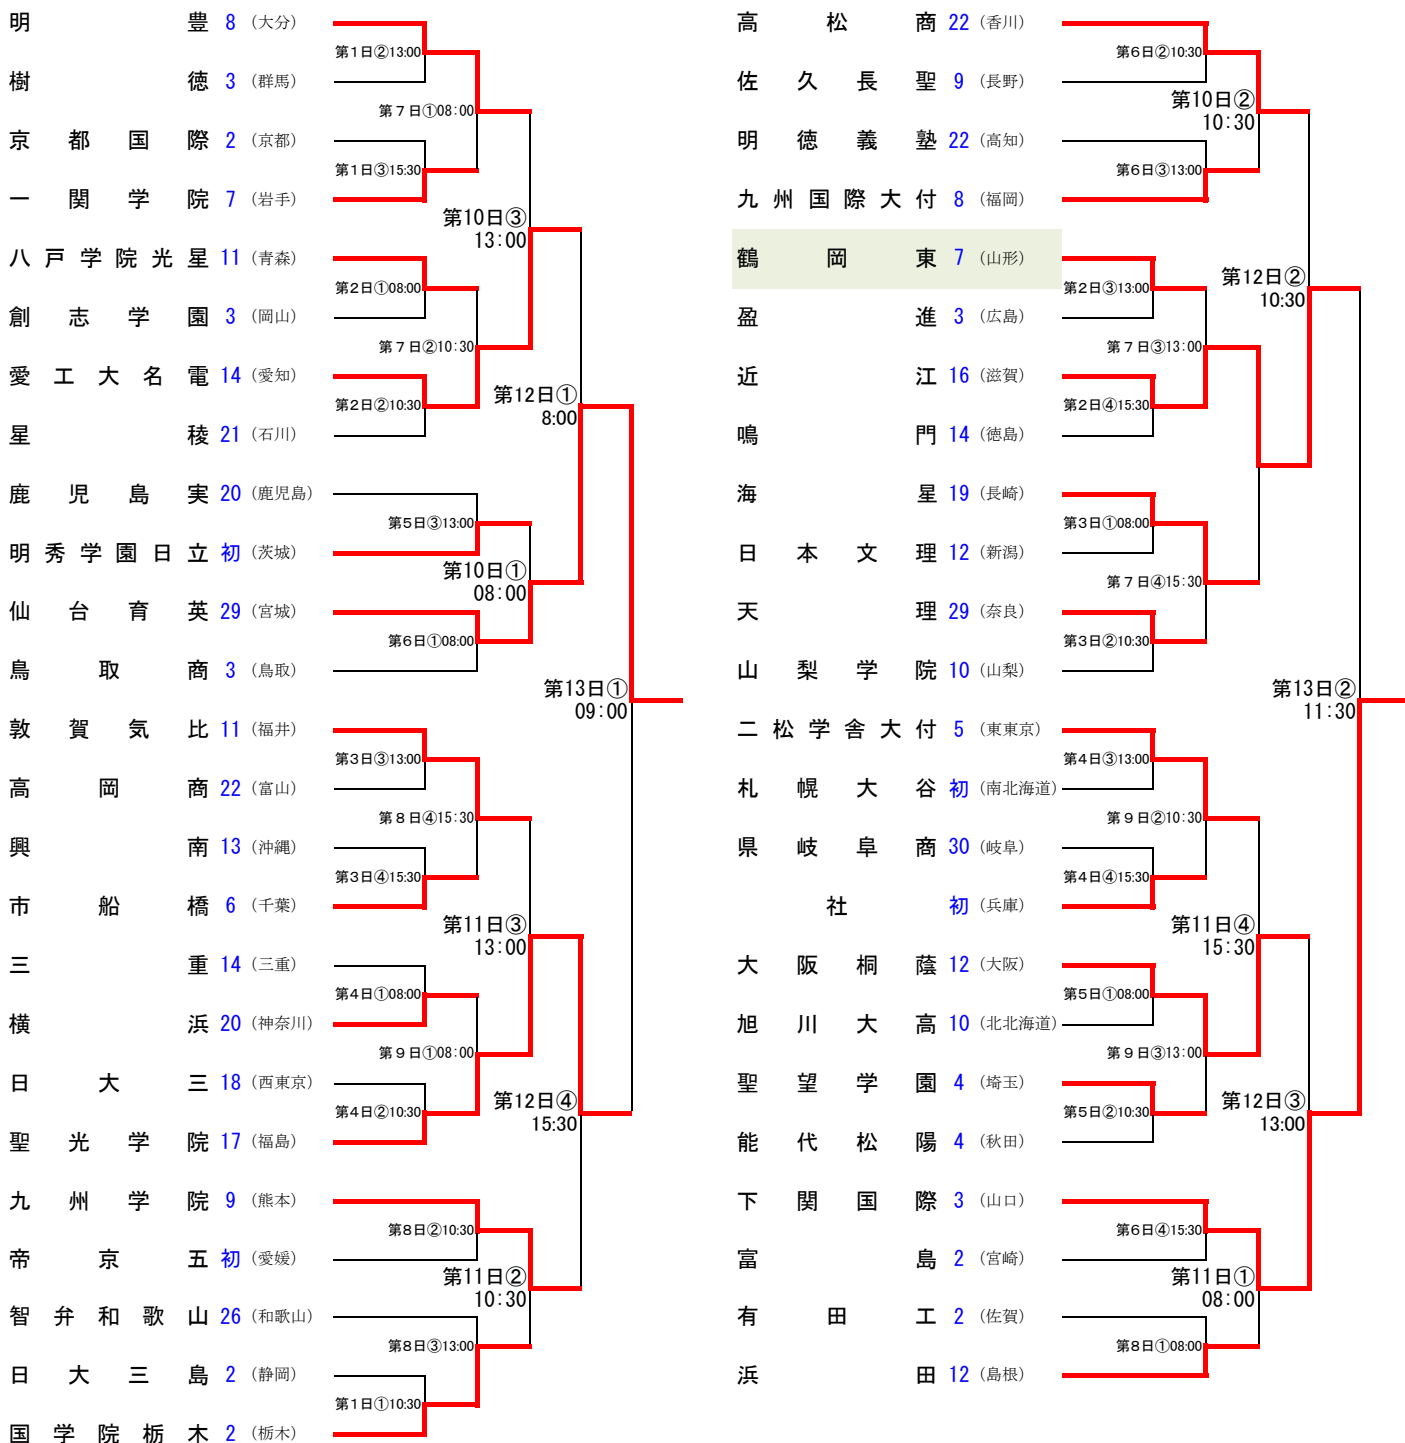 明豊 8 (大分)
第1日②13:00
樹徳 3 (群馬)
第7日①08:00
京都国際 2 (京都)
第1日③15:30
一関学院 7 (岩手)
第10日③
13:00
八戸学院光星 11 (青森)
第2日①08:00
創志学園 3 (岡山)
第7日②10:30
愛工大名電 14 (愛知)
第2日②10:30
第12日①
8:00
星稜 21 (石川)
鹿児島実 20 (鹿児島)
第5日③13:00
明秀学園日立 初 (茨城)
第10日①
08:00
仙台育英 29 (宮城)
第6日①08:00
鳥取商 3 (鳥取)
第13日①
09:00
敦賀気比 11 (福井)
第3日③13:00
高岡商 22 (富山)
第8日④15:30
興南 13 (沖縄)
第3日④15:30
市船橋 6 (千葉)
第11日③
13:00
三重 14 (三重)
第4日①08:00
横浜 20 (神奈川)
第9日①08:00
日大三 18 (西東京)
第4日②10:30
第12日④
15:30
聖光学院 17 (福島)
九州学院 9 (熊本)
第8日②10:30
帝京五 初 (愛媛)
第11日②
10:30
智弁和歌山 26 (和歌山)
第8日③13:00
日大三島 2 (静岡)
第1日①10:30
国学院栃木 2 (栃木)
高松商 22 (香川)
第6日②10:30
佐久長聖 9 (長野)
第10日②
10:30
明徳義塾 22 (高知)
第6日③13:00
九州国際大付 8 (福岡)
鶴岡東 7 (山形)
第2日③13:00
第12日②
10:30
盈進 3 (広島)
第7日③13:00
近江 16 (滋賀)
第2日④15:30
鳴門 14 (徳島)
海星 19 (長崎)
第3日①08:00
日本文理 12 (新潟)
第7日④15:30
天理 29 (奈良)
第3日②10:30
山梨学院 10 (山梨)
第13日②
11:30
二松学舎大付 5 (東東京)
第4日③13:00
札幌大谷 初 (南北海道)
第9日②10:30
県岐阜商 30 (岐阜)
第4日④15:30
社 初 (兵庫)
第11日④
15:30
大阪桐蔭 12 (大阪)
第5日①08:00
旭川大高 10 (北北海道)
第9日③13:00
聖望学園 4 (埼玉)
第5日②10:30
第12日③
13:00
能代松陽 4 (秋田)
下関国際 3 (山口)
第6日④15:30
富島 2 (宮崎)
第11日①
08:00
有田工 2 (佐賀)
第8日①08:00
浜田 12 (島根)